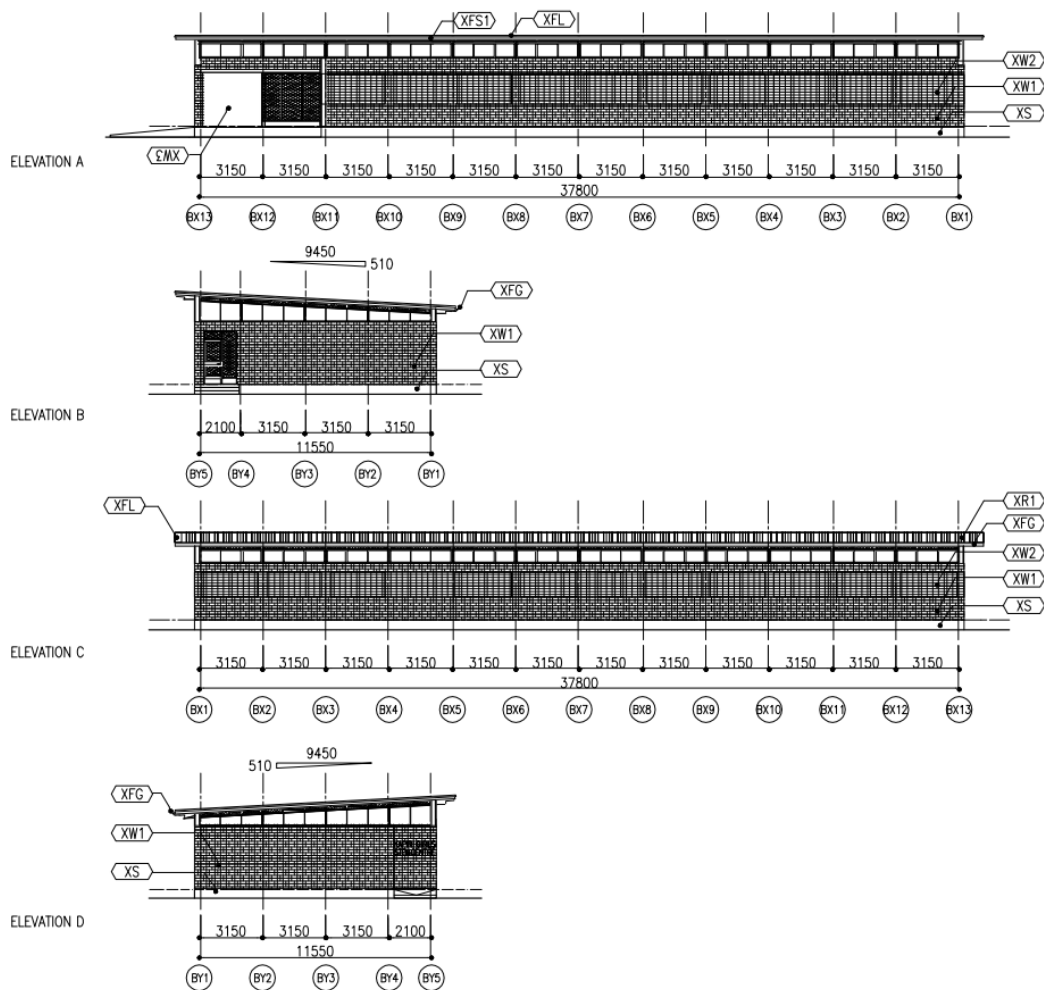 XFS1 XFL
XW2
XW1
XS
XW3
ELEVATION A
3150 3150 3150 3150 3150 3150 3150 3150 3150 3150 3150 3150
37800
BX13 BX12 BX11 BX10 BX9 BX8 BX7 BX6 BX5 BX4 BX3 BX2 BX1
9450
510
XFG
XW1
XS
ELEVATION B
2100 3150 3150 3150
11550
BY5 BY4 BY3 BY2 BY1
XFL XR1
XFG
XW2
XW1
XS
ELEVATION C
3150 3150 3150 3150 3150 3150 3150 3150 3150 3150 3150 3150
37800
BX1 BX2 BX3 BX4 BX5 BX6 BX7 BX8 BX9 BX10 BX11 BX12 BX13
9450
510
XFG
XW1
XS
ELEVATION D
3150 3150 3150 2100
11550
BY1 BY2 BY3 BY4 BY5